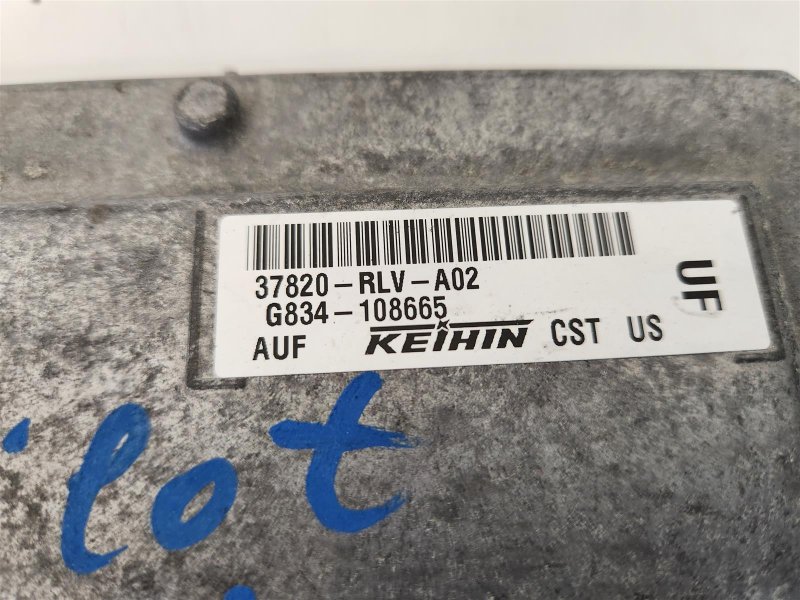 37820-RLV-A02
G834-108665
AUF KEIHIN CST US
UF
ilot